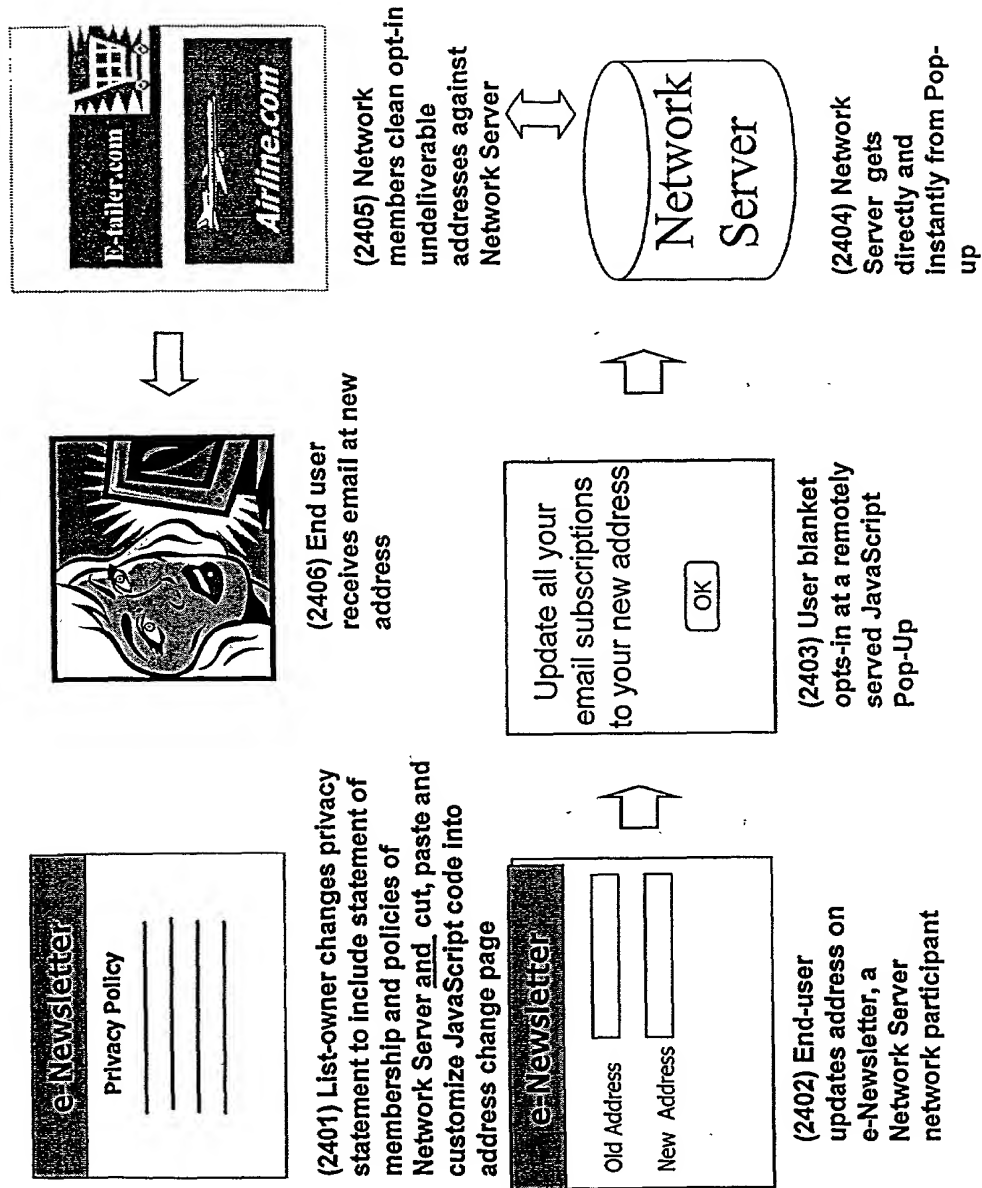 e-Newsletter
Privacy Policy
(2401) List-owner changes privacy
statement to include statement of
membership and policies of
Network Server and cut, paste and
customize JavaScript code into
address change page
e-Newsletter
Old Address
New Address
(2402) End-user
updates address on
e-Newsletter, a
Network Server
network participant
Update all your
email subscriptions
to your new address
OK
(2403) User blanket
opts-in at a remotely
served JavaScript
Pop-Up
Network
Server
(2404) Network
Server gets
directly and
instantly from Pop-
up
E-tailer.com
Airline.com
(2405) Network
members clean opt-in
undeliverable
addresses against
Network Server
(2406) End user
receives email at new
address